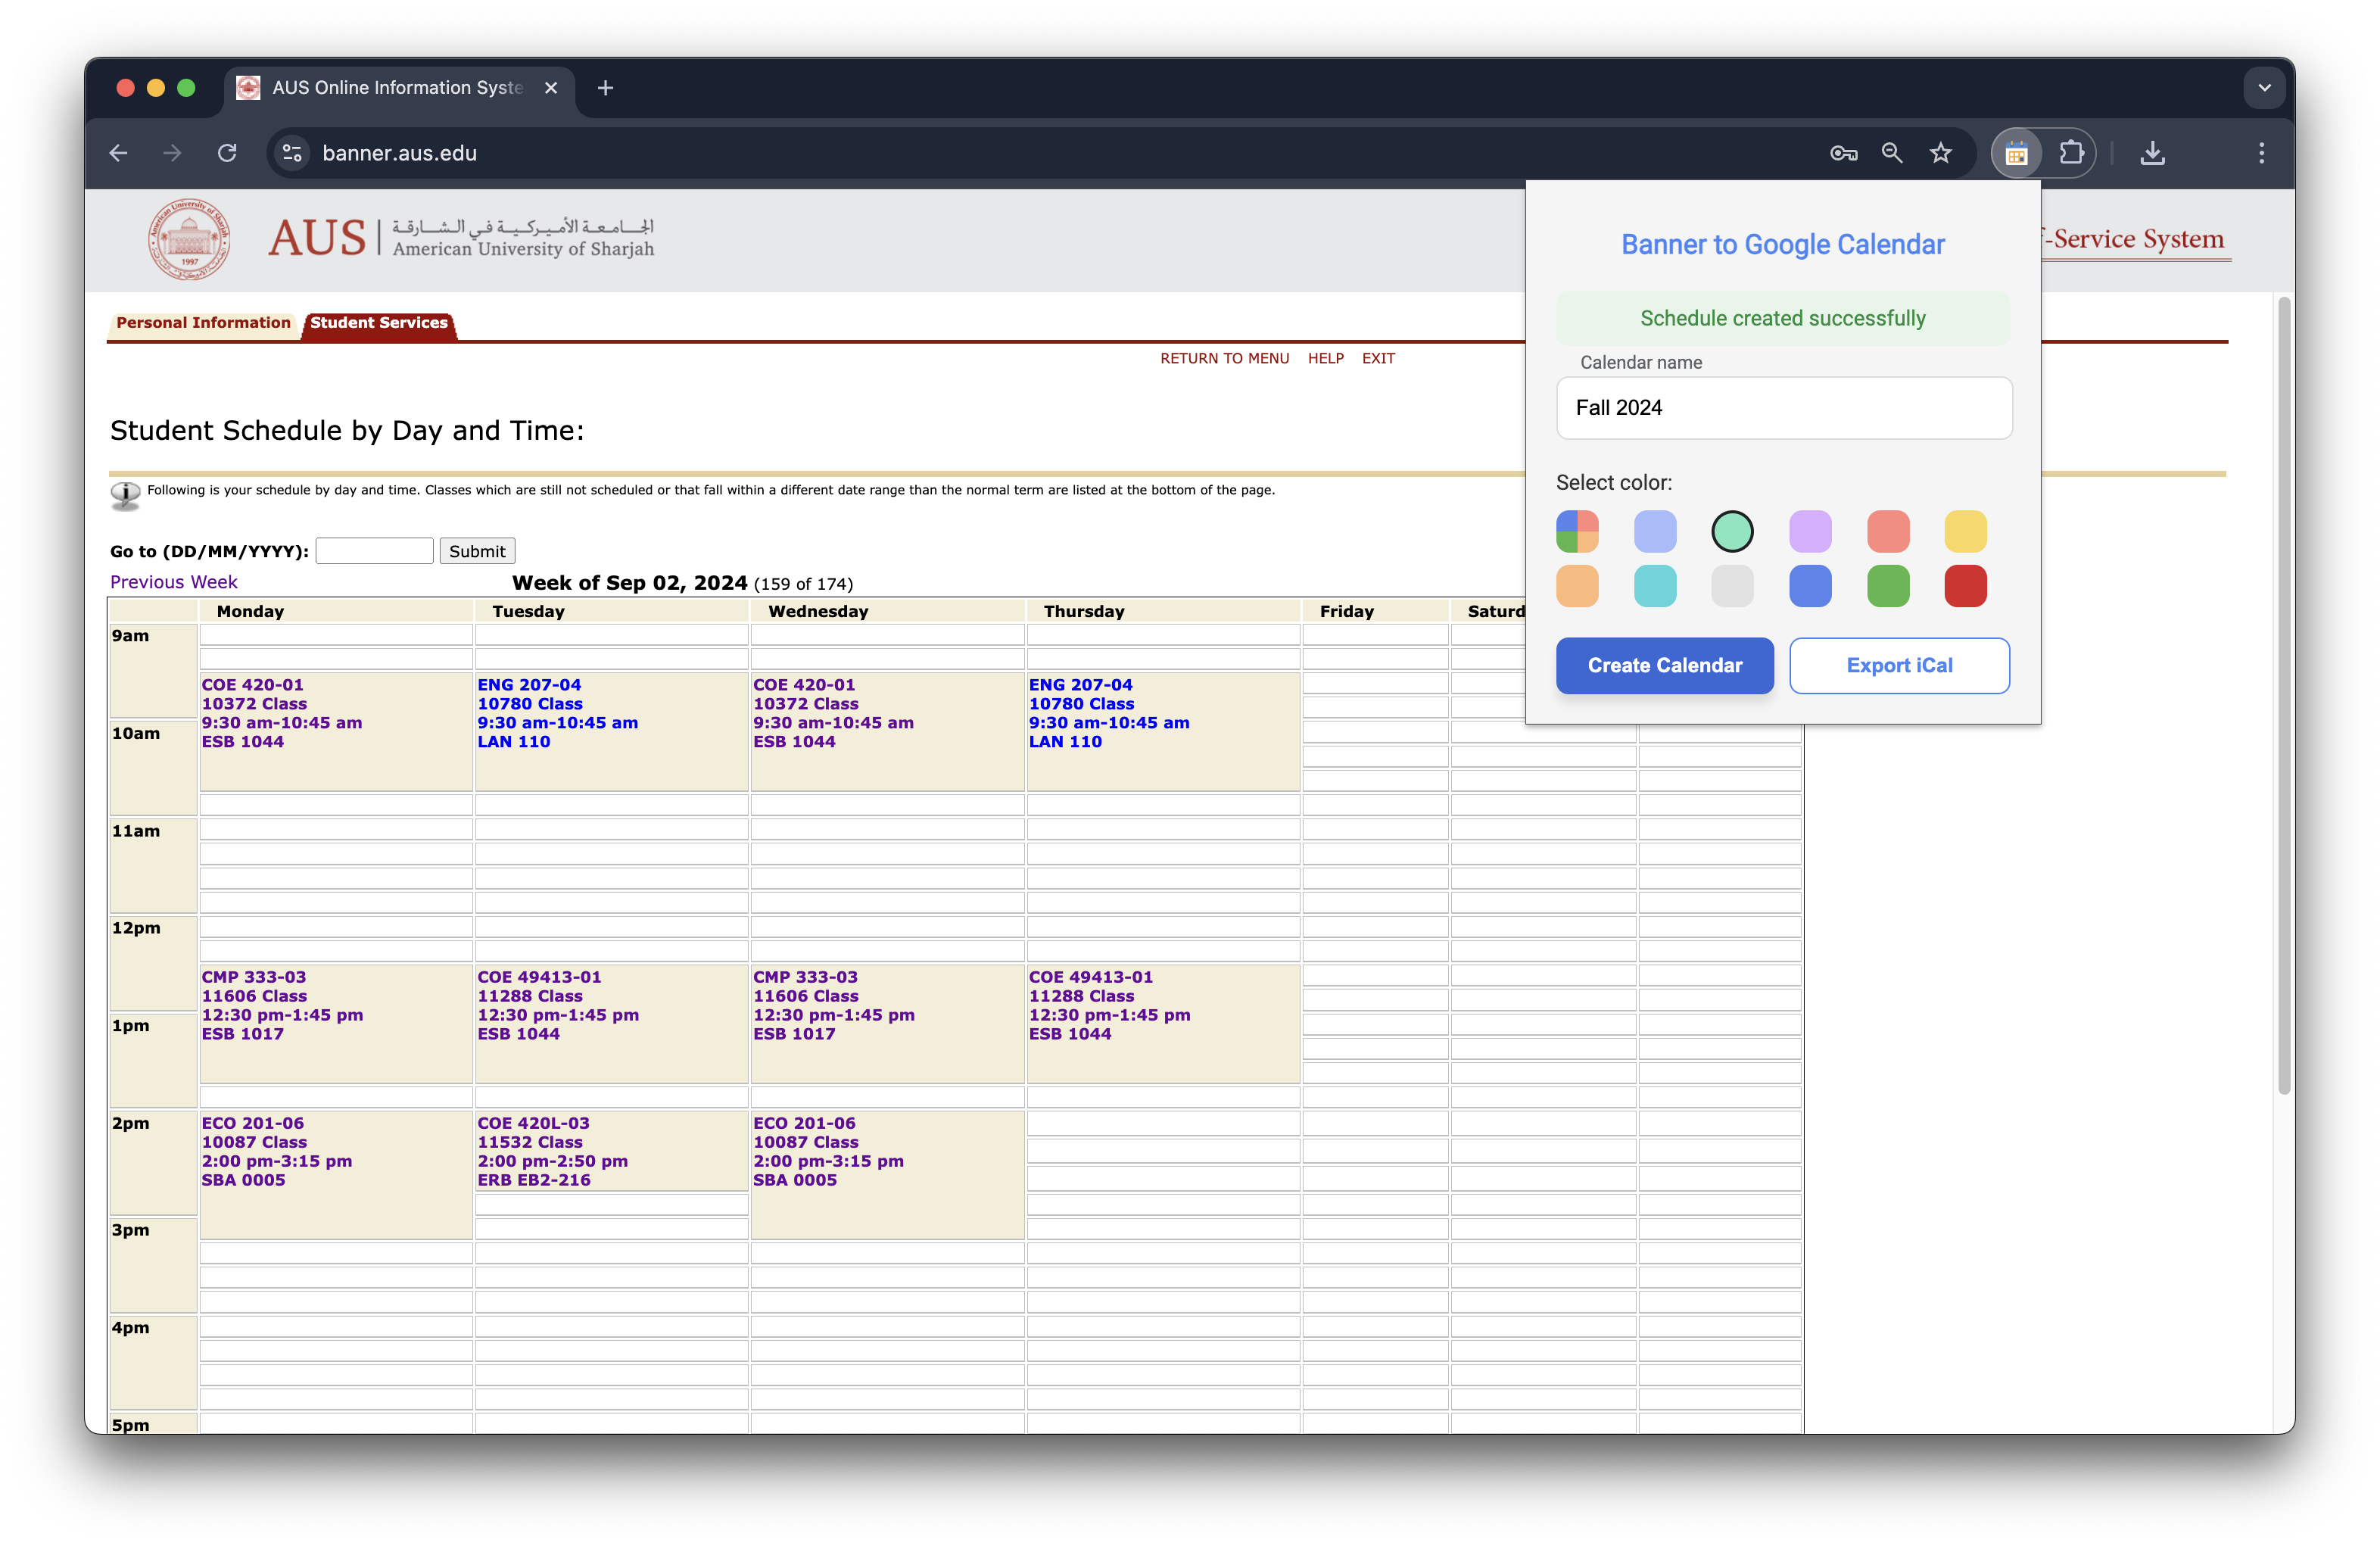 AUS Online Information Syste
banner.aus.edu
American University of Sharjah
1997
AUS
الجـامـعـة الأمـيـركـيـة في الـشـــارقـة
American University of Sharjah
f-Service System
Personal Information
Student Services
RETURN TO MENU HELP EXIT
Student Schedule by Day and Time:
Following is your schedule by day and time. Classes which are still not scheduled or that fall within a different date range than the normal term are listed at the bottom of the page.
Go to (DD/MM/YYYY): Submit
Previous Week
Week of Sep 02, 2024 (159 of 174)
Monday Tuesday Wednesday Thursday Friday Saturd
9am
COE 420-01
10372 Class
9:30 am-10:45 am
ESB 1044
ENG 207-04
10780 Class
9:30 am-10:45 am
LAN 110
COE 420-01
10372 Class
9:30 am-10:45 am
ESB 1044
ENG 207-04
10780 Class
9:30 am-10:45 am
LAN 110
10am
11am
12pm
CMP 333-03
11606 Class
12:30 pm-1:45 pm
ESB 1017
COE 49413-01
11288 Class
12:30 pm-1:45 pm
ESB 1044
CMP 333-03
11606 Class
12:30 pm-1:45 pm
ESB 1017
COE 49413-01
11288 Class
12:30 pm-1:45 pm
ESB 1044
1pm
2pm
ECO 201-06
10087 Class
2:00 pm-3:15 pm
SBA 0005
COE 420L-03
11532 Class
2:00 pm-2:50 pm
ERB EB2-216
ECO 201-06
10087 Class
2:00 pm-3:15 pm
SBA 0005
3pm
4pm
5pm
Banner to Google Calendar
Schedule created successfully
Calendar name
Fall 2024
Select color:
Create Calendar
Export iCal